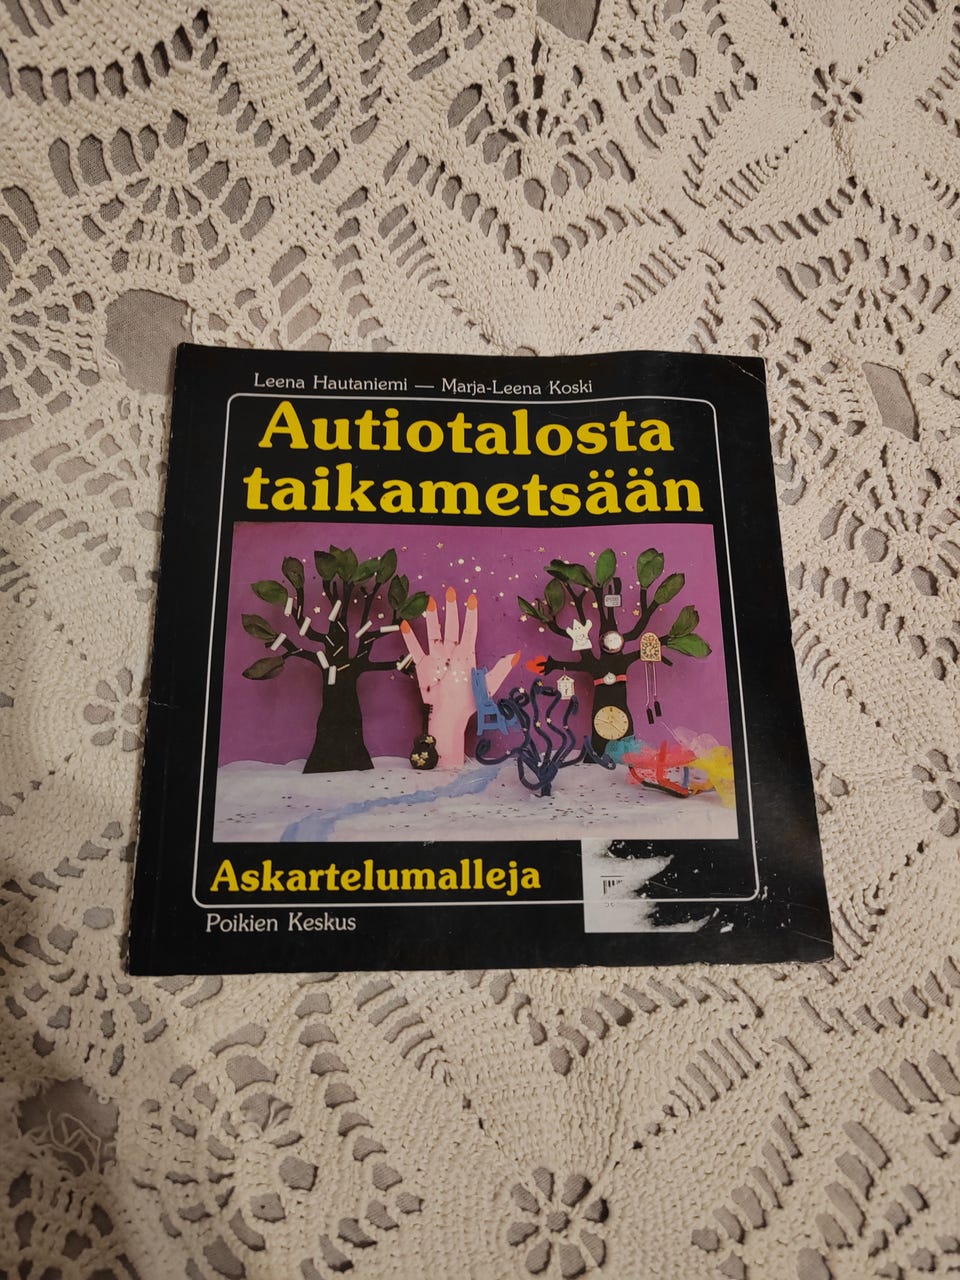 Leena Hautaniemi — Marja-Leena Koski
Autiotalosta
taikametsään
Askartelumalleja
Poikien Keskus